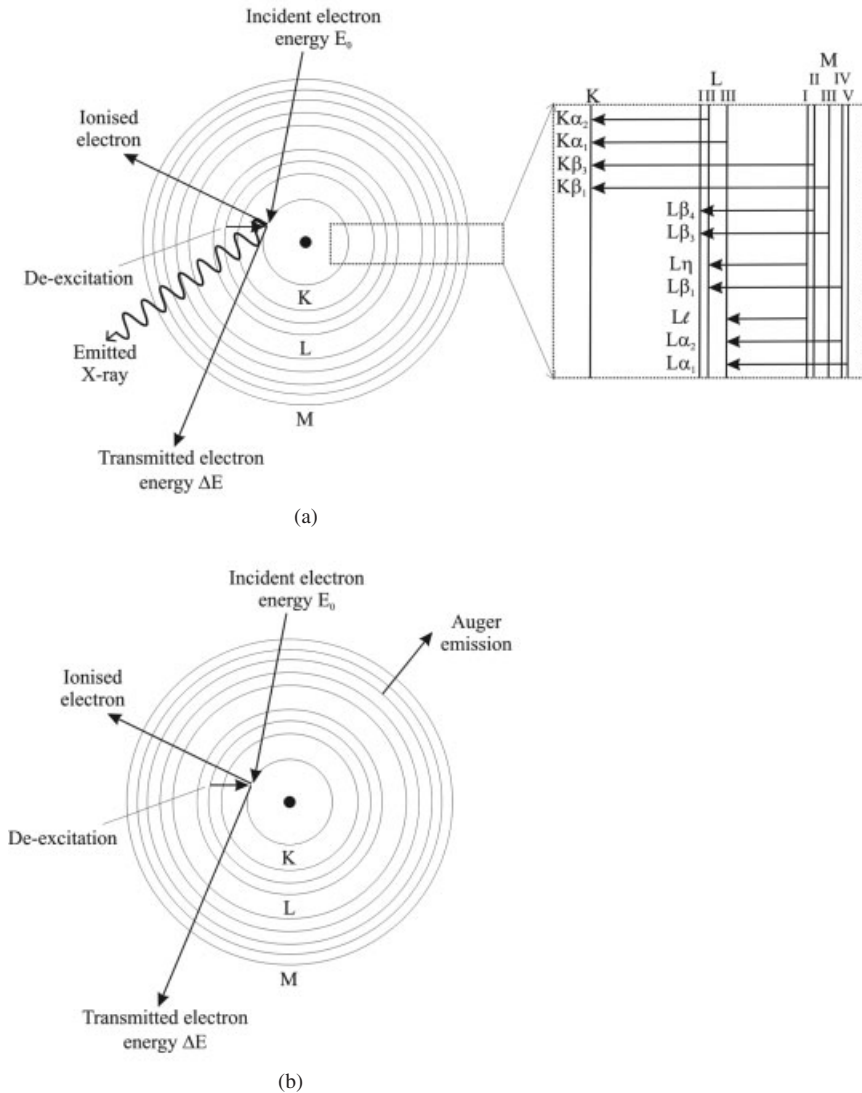 Incident electron
energy E₀
Ionised
electron
De-excitation
Emitted
X-ray
K
L
M
Transmitted electron
energy ΔE
M
II IV
L
K I II III I III V
Kα₂
Kα₁
Kβ₃
Kβ₁
Lβ₄
Lβ₃
Lη
Lβ₁
Lℓ
Lα₂
Lα₁
(a)
Incident electron
energy E₀
Auger
emission
Ionised
electron
De-excitation
K
L
M
Transmitted electron
energy ΔE
(b)